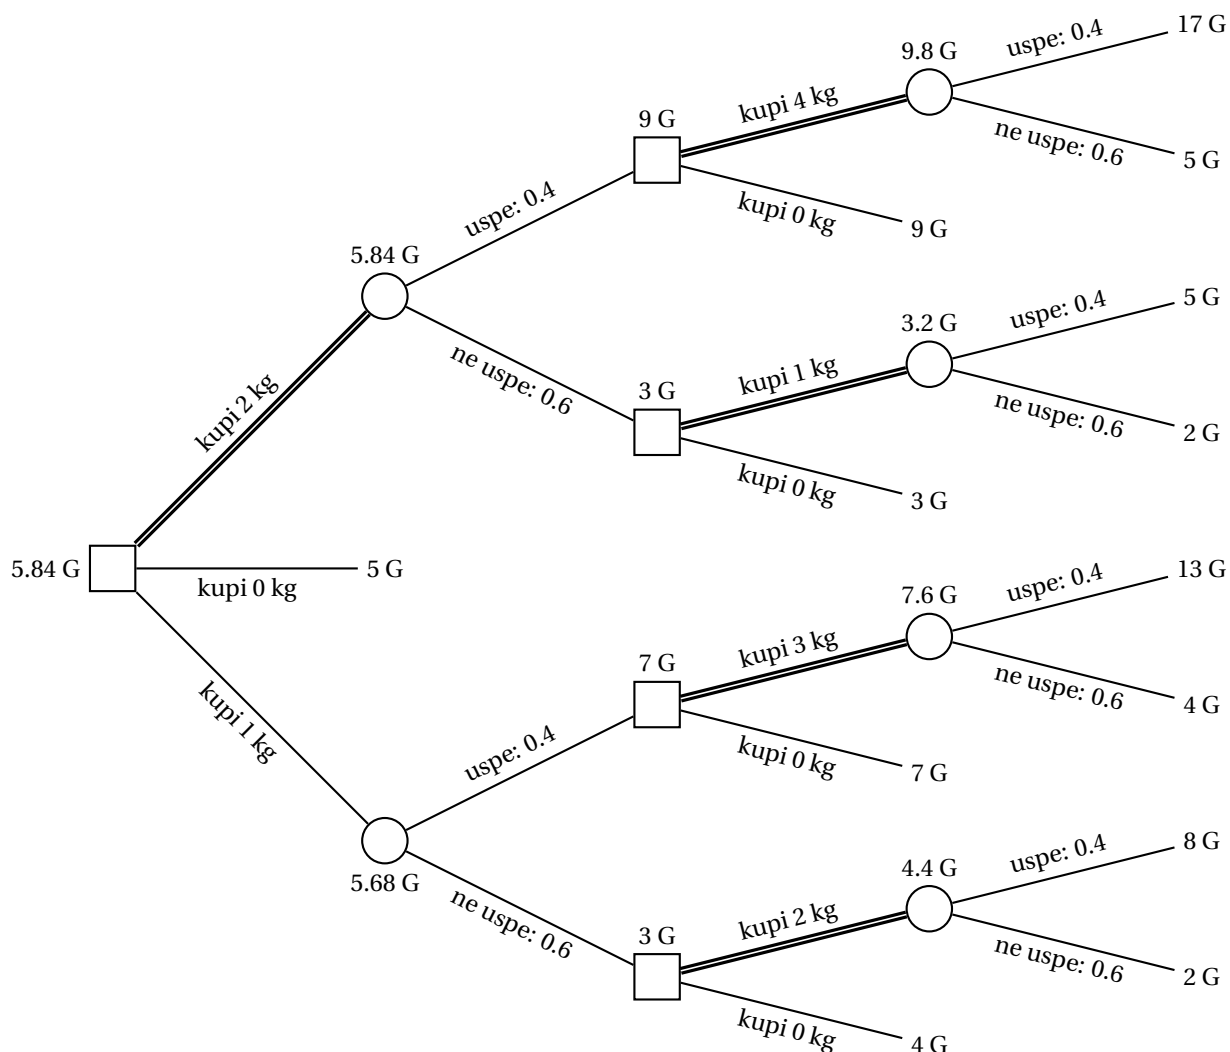 17 G
uspe: 0.4
9.8 G
kupi 4 kg
9 G
ne uspe: 0.6
5 G
kupi 0 kg
9 G
uspe: 0.4
5.84 G
5 G
uspe: 0.4
3.2 G
kupi 1 kg
ne uspe: 0.6
3 G
ne uspe: 0.6
2 G
kupi 2 kg
kupi 0 kg
3 G
5.84 G
kupi 0 kg
5 G
13 G
uspe: 0.4
7.6 G
kupi 3 kg
7 G
ne uspe: 0.6
4 G
kupi 1 kg
uspe: 0.4
kupi 0 kg
7 G
8 G
uspe: 0.4
4.4 G
5.68 G
kupi 2 kg
ne uspe: 0.6
3 G
ne uspe: 0.6
2 G
kupi 0 kg
4 G